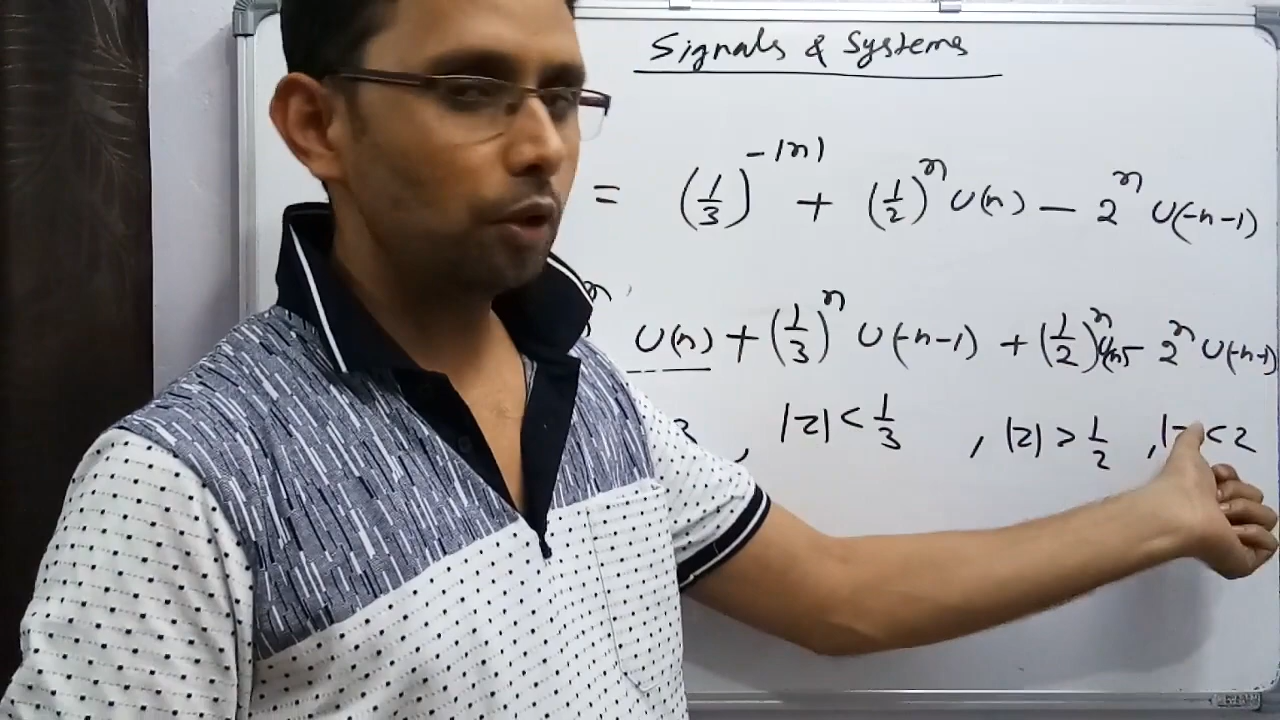 Signals & Systems
= (1/3)^-|n| + (1/2)^n U(n) - 2^n U(-n-1)
n U(n) + (1/3)^n U(-n-1) + (1/2)^n - 2^n U(-n-1)
, |z| < 1/3 , |z| > 1/2 , |z| < 2